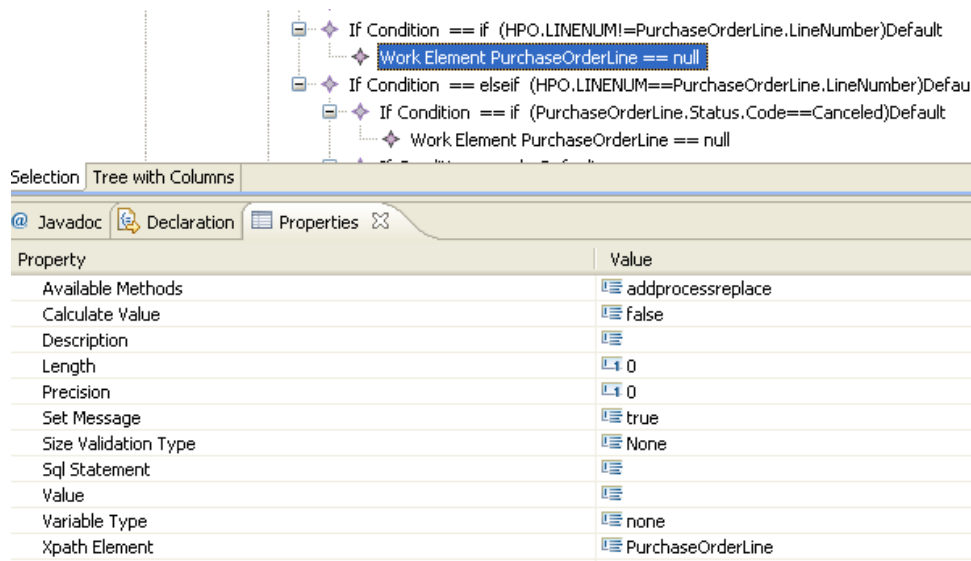 If Condition == if (HPO.LINENUM!=PurchaseOrderLine.LineNumber)Default
Work Element PurchaseOrderLine == null
If Condition == elseif (HPO.LINENUM==PurchaseOrderLine.LineNumber)Defau
If Condition == if (PurchaseOrderLine.Status.Code==Canceled)Default
Work Element PurchaseOrderLine == null
Selection Tree with Columns
@ Javadoc Declaration Properties
Property Value
Available Methods addprocessreplace
Calculate Value false
Description
Length 0
Precision 0
Set Message true
Size Validation Type None
Sql Statement
Value
Variable Type none
Xpath Element PurchaseOrderLine